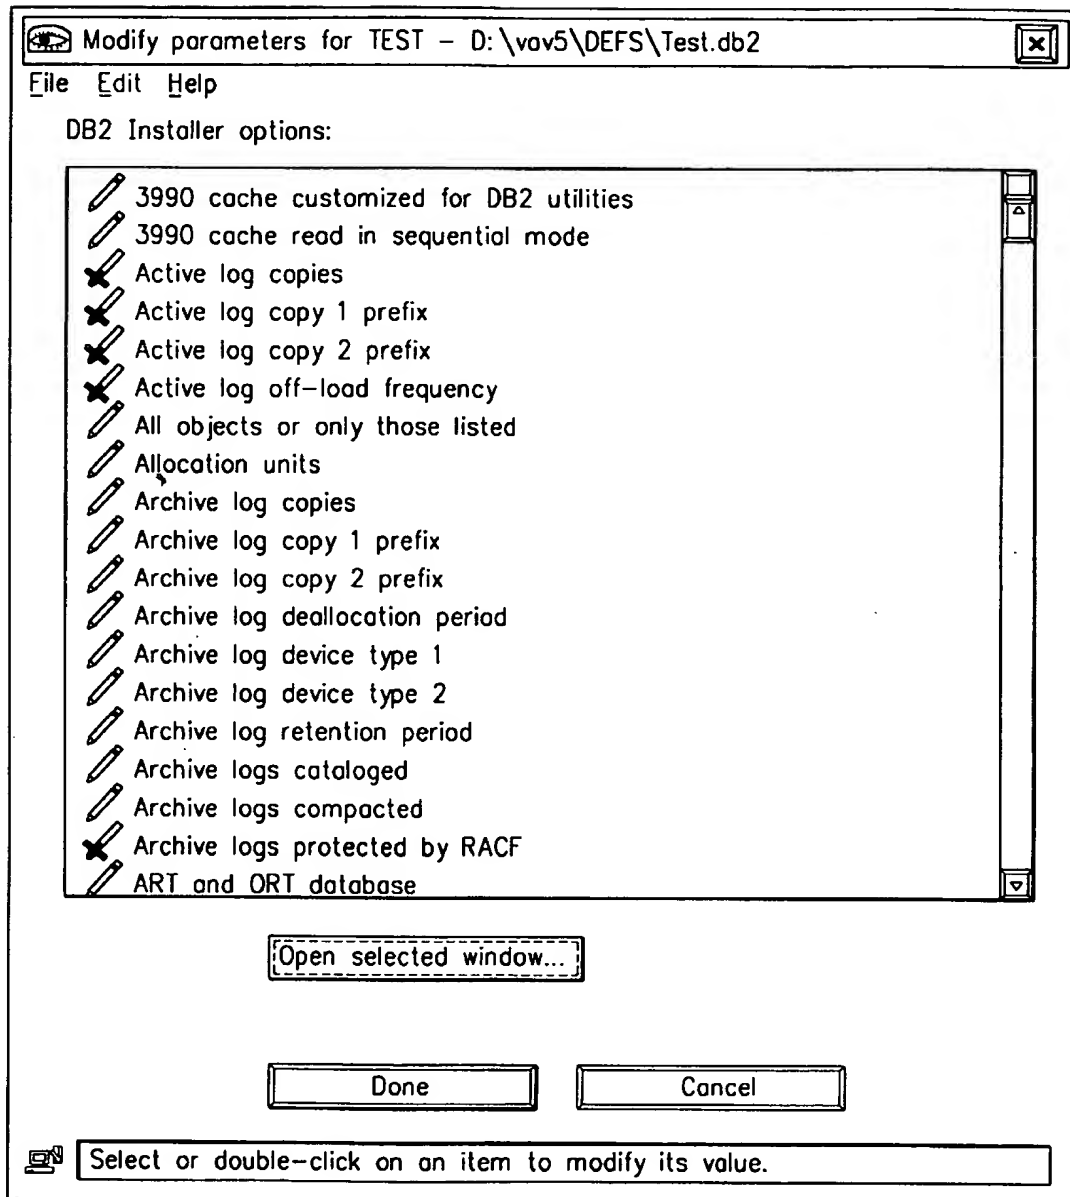 Modify parameters for TEST – D:\vav5\DEFS\Test.db2
File Edit Help
DB2 Installer options:
3990 cache customized for DB2 utilities
3990 cache read in sequential mode
Active log copies
Active log copy 1 prefix
Active log copy 2 prefix
Active log off–load frequency
All objects or only those listed
Allocation units
Archive log copies
Archive log copy 1 prefix
Archive log copy 2 prefix
Archive log deallocation period
Archive log device type 1
Archive log device type 2
Archive log retention period
Archive logs cataloged
Archive logs compacted
Archive logs protected by RACF
ART and ORT database
Open selected window...
Done Cancel
Select or double–click on an item to modify its value.